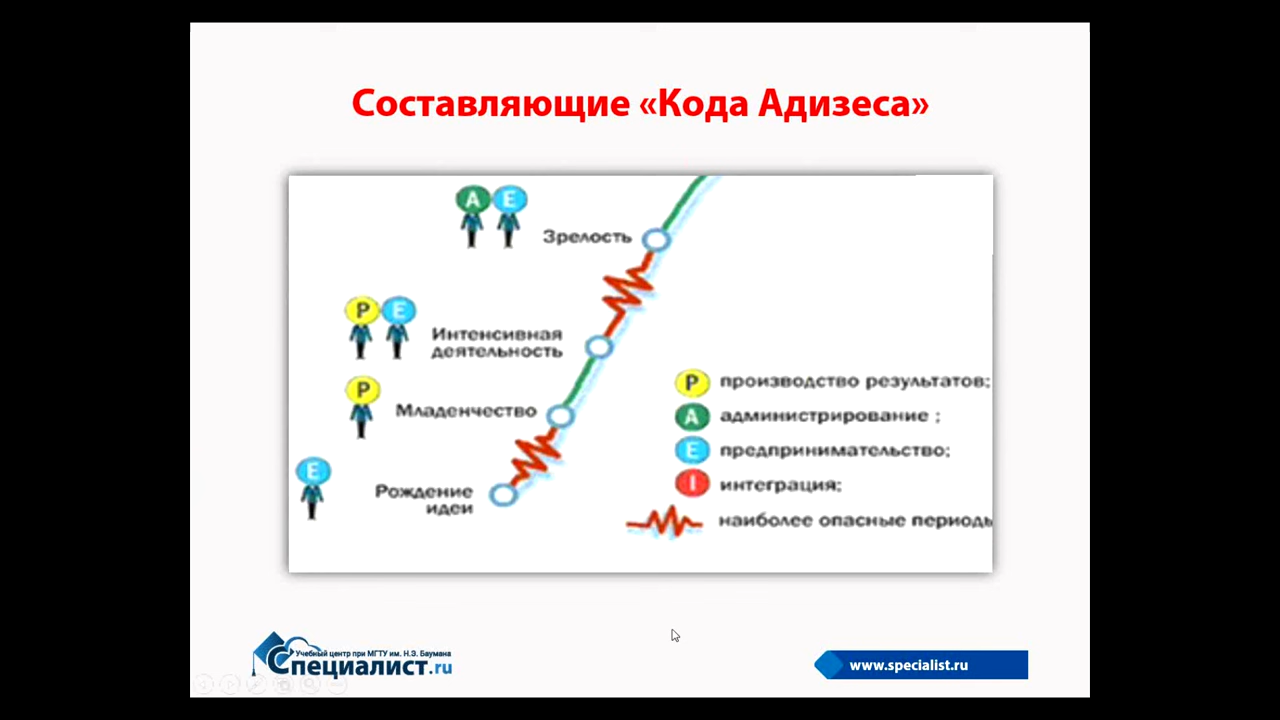 Составляющие «Кода Адизеса»
A E
Зрелость
P E
Интенсивная
деятельность
P
Младенчество
E
Рождение
идеи
P производство результатов;
A администрирование ;
E предпринимательство;
I интеграция;
наиболее опасные периоды
Учебный центр при МГТУ им. Н.Э. Баумана
Специалист.ru
www.specialist.ru